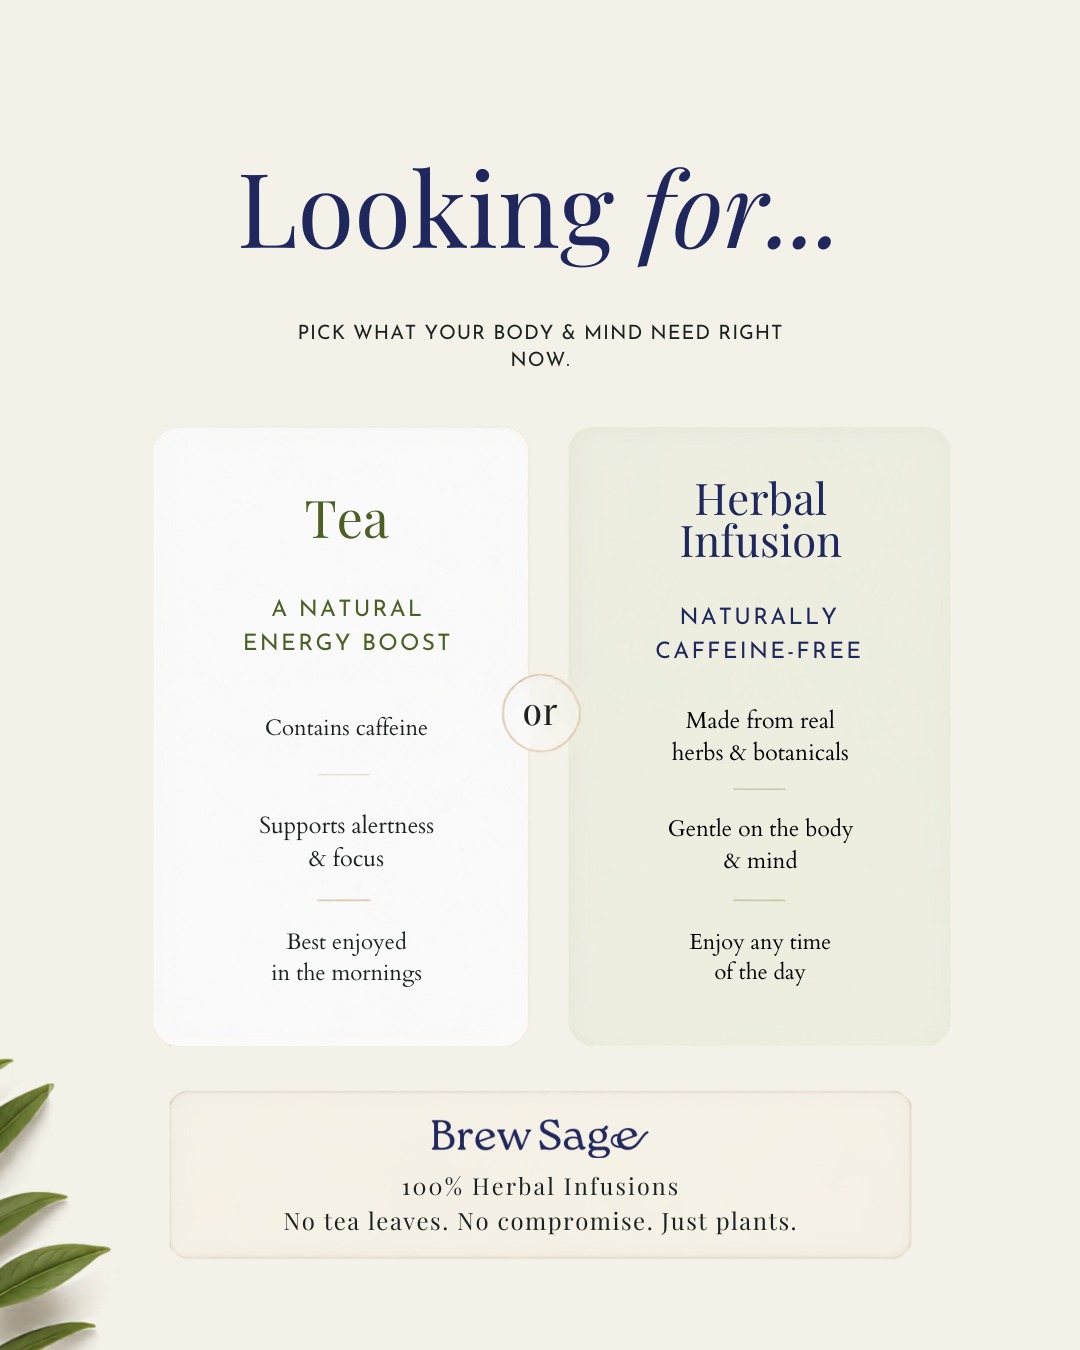 Looking for...
PICK WHAT YOUR BODY & MIND NEED RIGHT
NOW.
Tea
A NATURAL
ENERGY BOOST
Contains caffeine
Supports alertness
& focus
Best enjoyed
in the mornings
or
Herbal
Infusion
NATURALLY
CAFFEINE-FREE
Made from real
herbs & botanicals
Gentle on the body
& mind
Enjoy any time
of the day
Brew Sage
100% Herbal Infusions
No tea leaves. No compromise. Just plants.